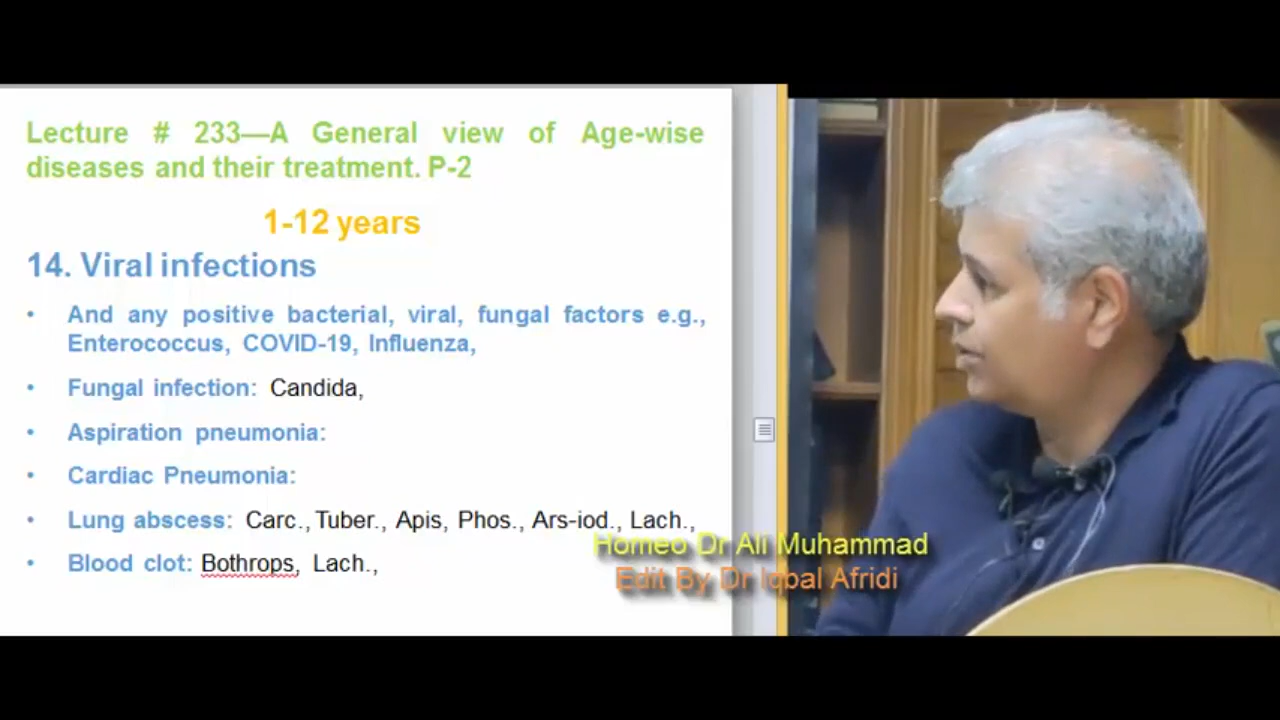 Lecture # 233—A General view of Age-wise
diseases and their treatment. P-2
1-12 years
14. Viral infections
• And any positive bacterial, viral, fungal factors e.g.,
Enterococcus, COVID-19, Influenza,
• Fungal infection: Candida,
• Aspiration pneumonia:
• Cardiac Pneumonia:
• Lung abscess: Carc., Tuber., Apis, Phos., Ars-iod., Lach.,
• Blood clot: Bothrops, Lach.,
Homeo Dr Ali Muhammad
Edit By Dr Iqbal Afridi